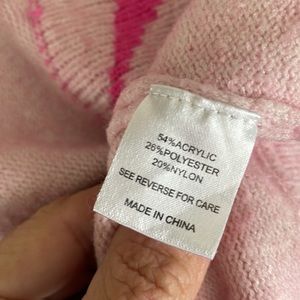 54%ACRYLIC
26%POLYESTER
20%NYLON
SEE REVERSE FOR CARE
MADE IN CHINA